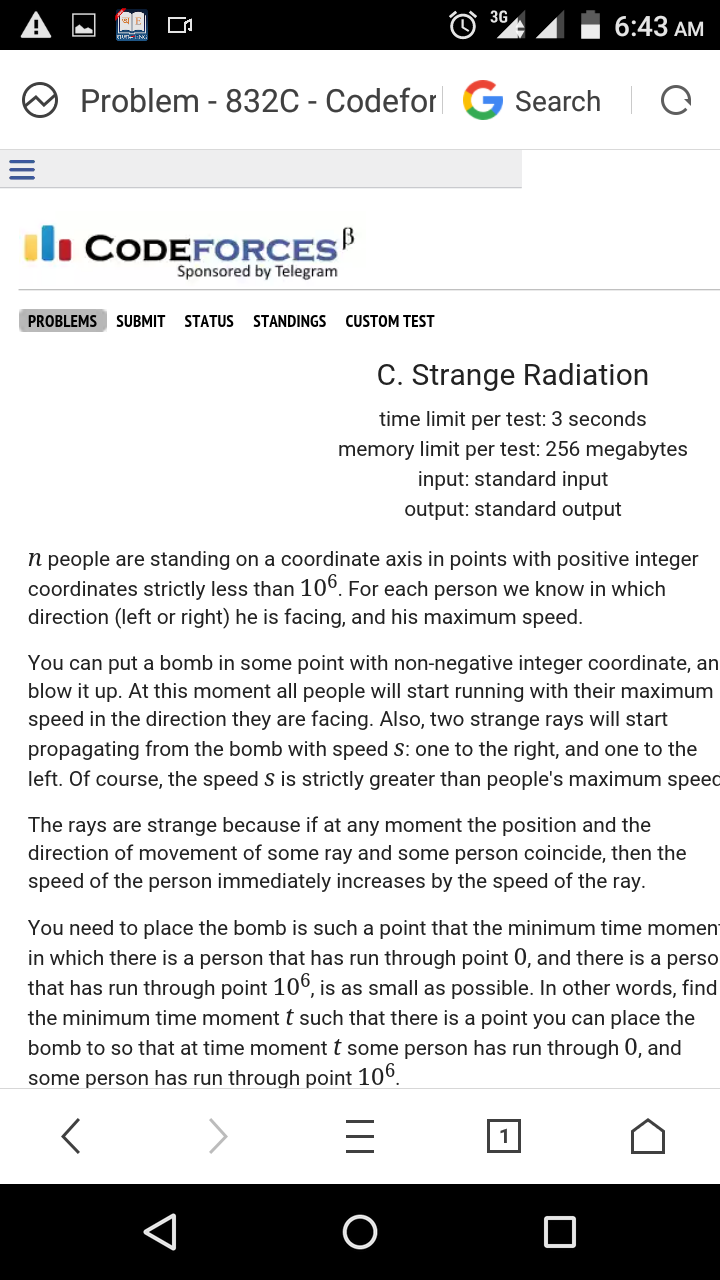 3G 6:43 AM
Problem - 832C - Codefor Search
CODEFORCES β
Sponsored by Telegram
PROBLEMS SUBMIT STATUS STANDINGS CUSTOM TEST
C. Strange Radiation
time limit per test: 3 seconds
memory limit per test: 256 megabytes
input: standard input
output: standard output
n people are standing on a coordinate axis in points with positive integer
coordinates strictly less than 10⁶. For each person we know in which
direction (left or right) he is facing, and his maximum speed.
You can put a bomb in some point with non-negative integer coordinate, an
blow it up. At this moment all people will start running with their maximum
speed in the direction they are facing. Also, two strange rays will start
propagating from the bomb with speed s: one to the right, and one to the
left. Of course, the speed s is strictly greater than people's maximum speed
The rays are strange because if at any moment the position and the
direction of movement of some ray and some person coincide, then the
speed of the person immediately increases by the speed of the ray.
You need to place the bomb is such a point that the minimum time momen
in which there is a person that has run through point 0, and there is a perso
that has run through point 10⁶, is as small as possible. In other words, find
the minimum time moment t such that there is a point you can place the
bomb to so that at time moment t some person has run through 0, and
some person has run through point 10⁶.
1